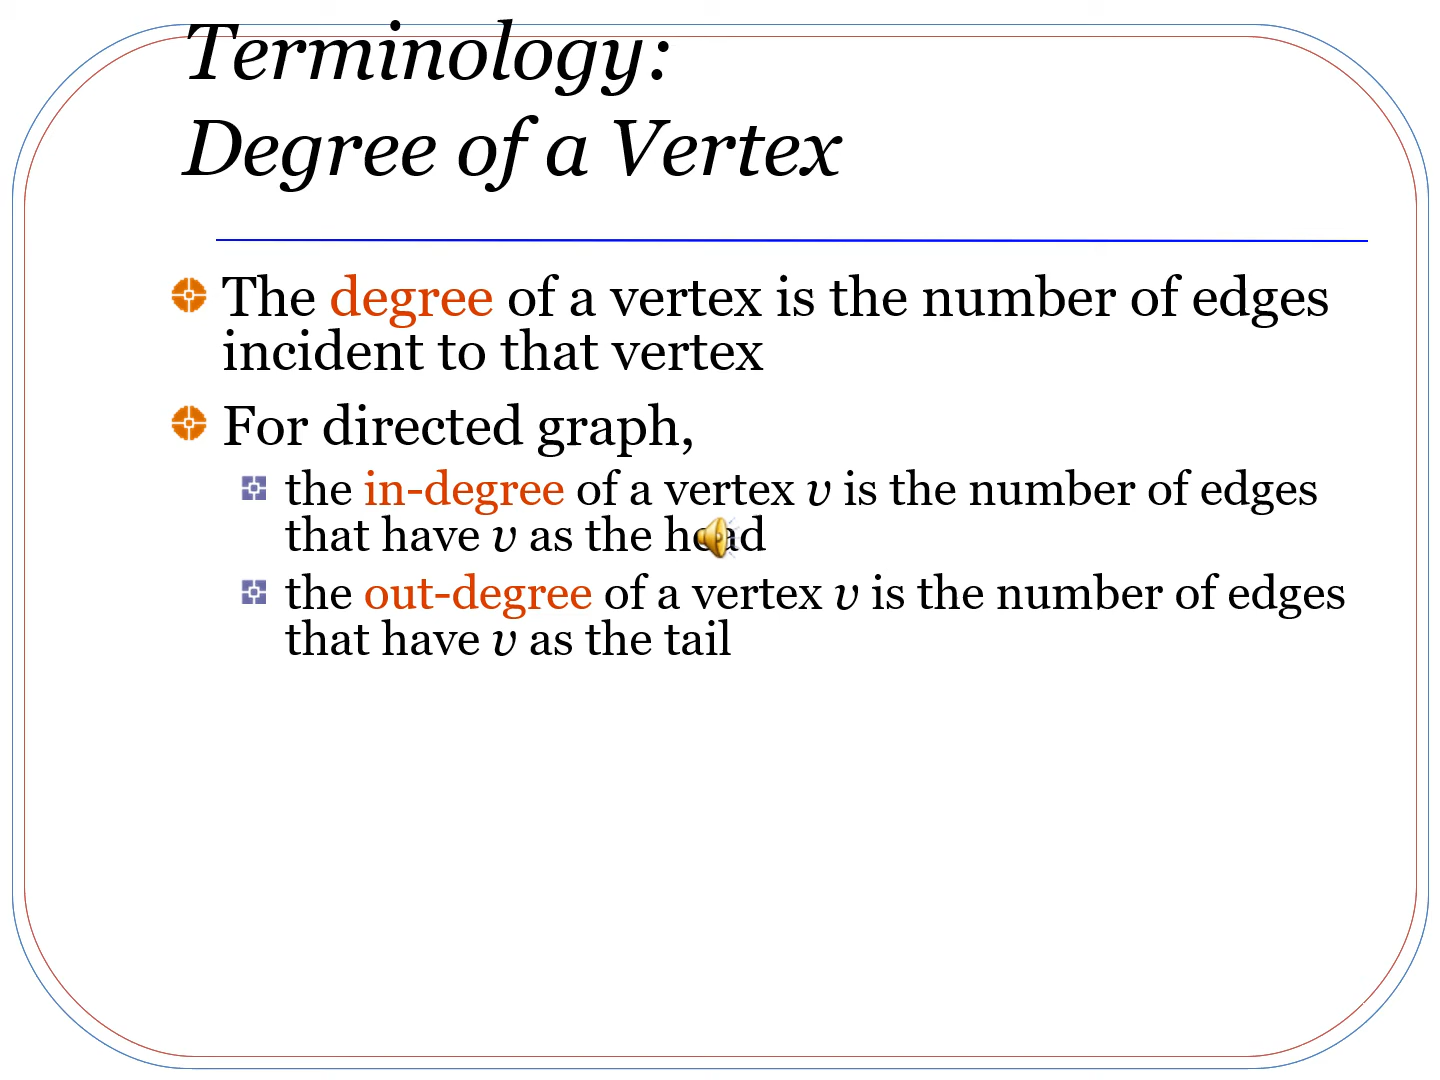 Terminology:
Degree of a Vertex
The degree of a vertex is the number of edges
incident to that vertex
For directed graph,
the in-degree of a vertex v is the number of edges
that have v as the head
the out-degree of a vertex v is the number of edges
that have v as the tail